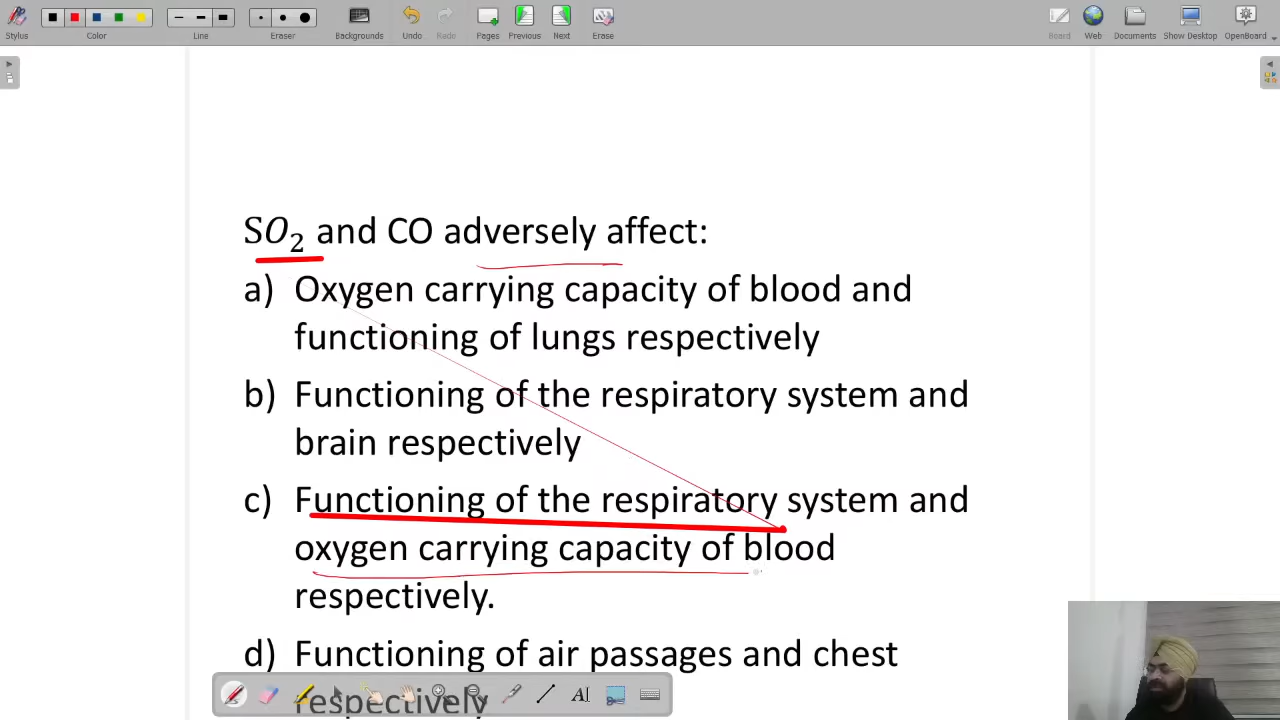 Stylus Color Line Eraser Backgrounds Undo Redo Pages Previous Next Erase Board Web Documents Show Desktop OpenBoard
SO₂ and CO adversely affect:
a) Oxygen carrying capacity of blood and
functioning of lungs respectively
b) Functioning of the respiratory system and
brain respectively
c) Functioning of the respiratory system and
oxygen carrying capacity of blood
respectively.
d) Functioning of air passages and chest
respectively